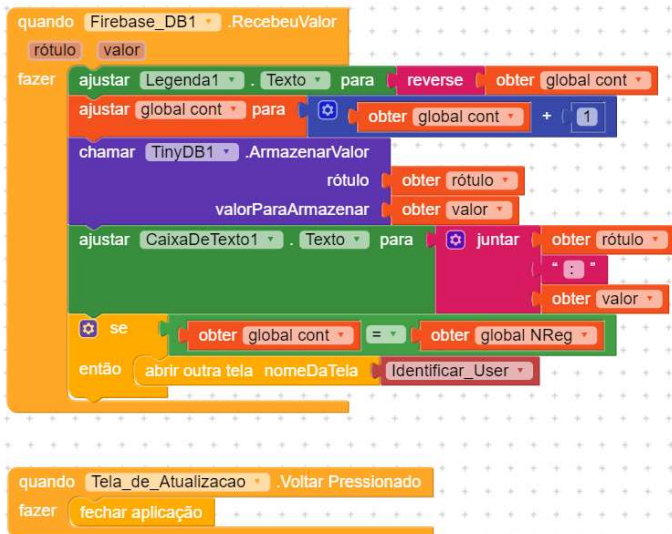 quando Firebase_DB1 .RecebeuValor
rótulo valor
fazer ajustar Legenda1 . Texto para reverse obter global cont
ajustar global cont para obter global cont + 1
chamar TinyDB1 .ArmazenarValor
rótulo obter rótulo
valorParaArmazenar obter valor
ajustar CaixaDeTexto1 . Texto para juntar obter rótulo
" : "
obter valor
se obter global cont = obter global NReg
então abrir outra tela nomeDaTela Identificar_User
quando Tela_de_Atualizacao .Voltar Pressionado
fazer fechar aplicação